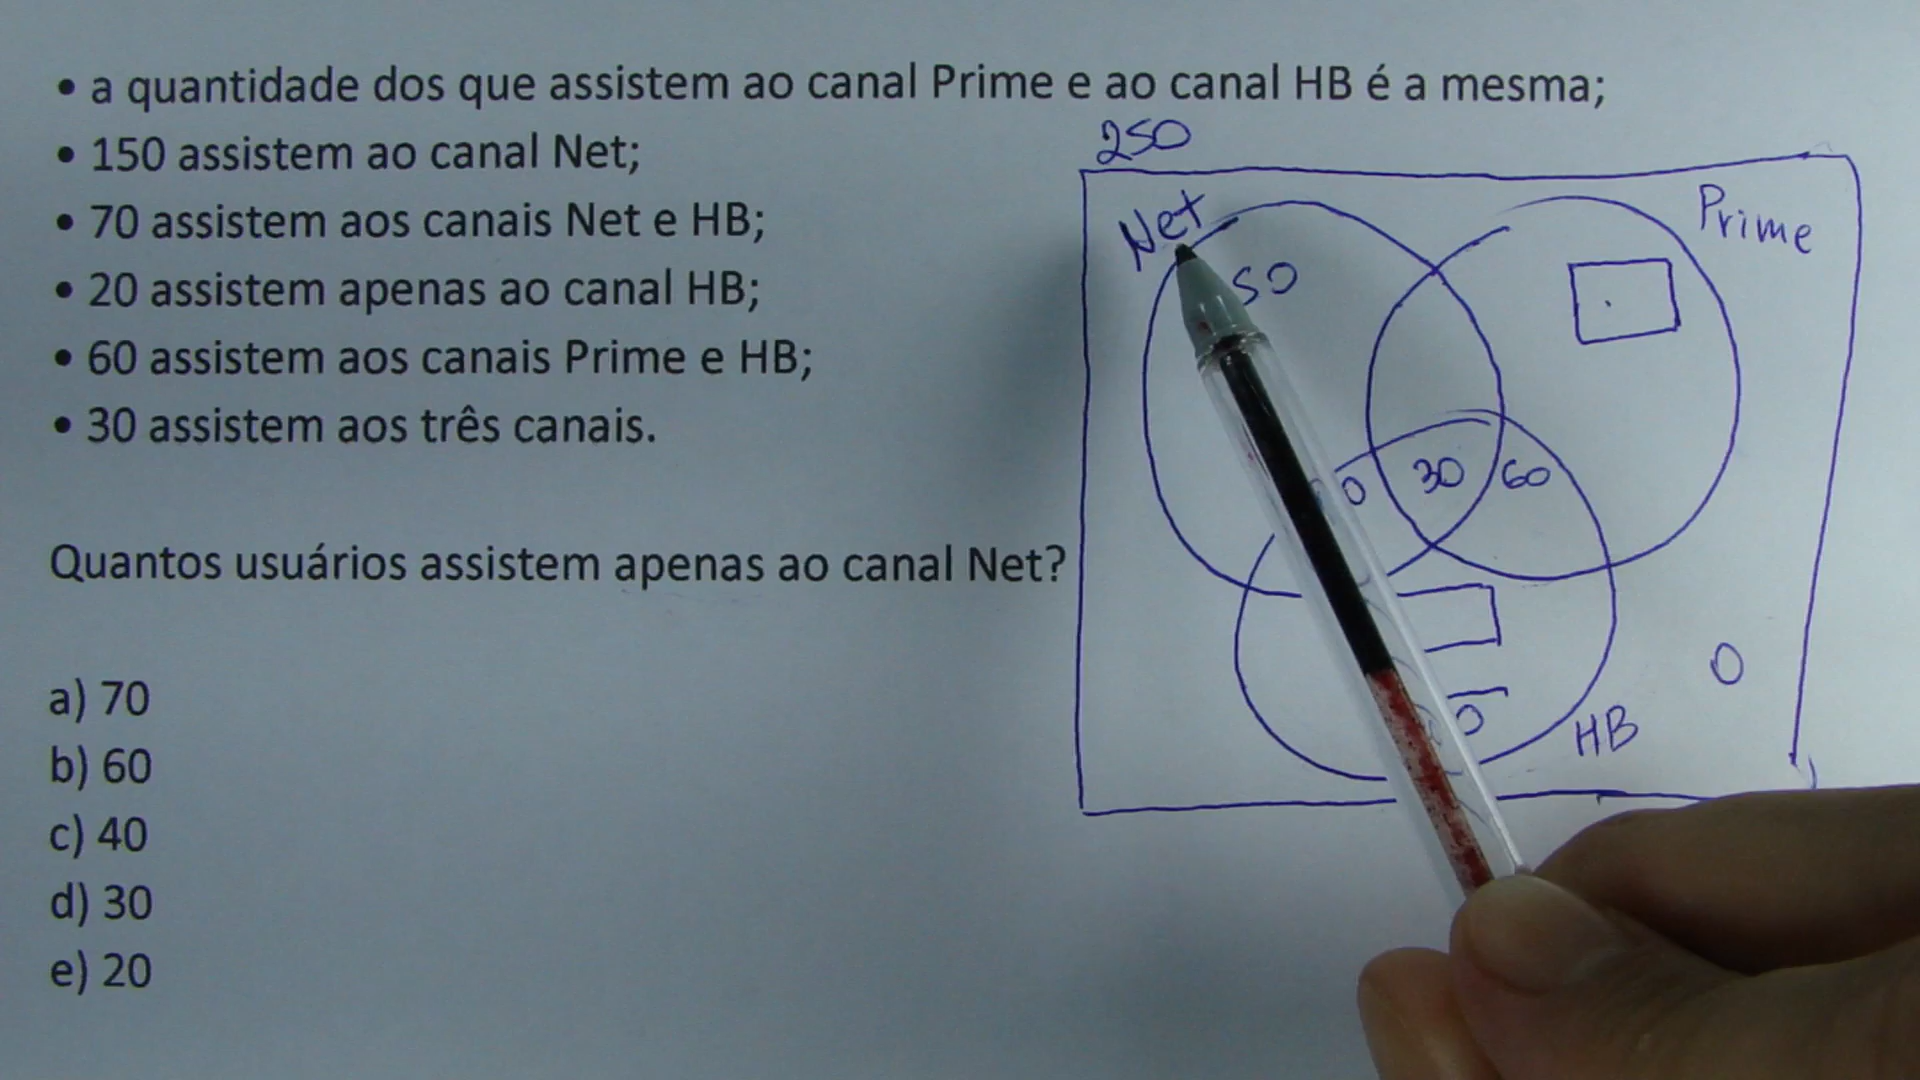 • a quantidade dos que assistem ao canal Prime e ao canal HB é a mesma;
• 150 assistem ao canal Net;
• 70 assistem aos canais Net e HB;
• 20 assistem apenas ao canal HB;
• 60 assistem aos canais Prime e HB;
• 30 assistem aos três canais.
Quantos usuários assistem apenas ao canal Net?
a) 70
b) 60
c) 40
d) 30
e) 20
250
Net
Prime
50
30
60
0
HB